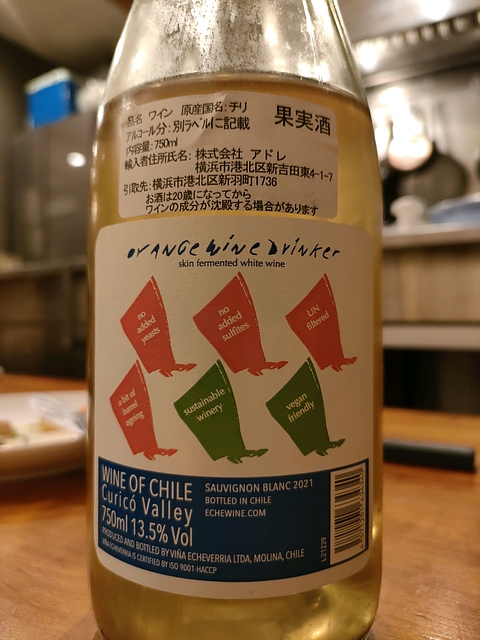 品名 ワイン 原産国名:チリ
果実酒
アルコール分:別ラベルに記載
内容量:750ml
輸入者住所氏名:株式会社 アドレ
横浜市港北区新吉田東4-1-7
引取先:横浜市港北区新羽町1736
お酒は20歳になってから
ワインの成分が沈殿する場合があります
orANGe wine Drinker
skin fermented white wine
no
added
yeasts
no
added
sulfites
UN
filtered
a bit of
barrel
ageing
sustainable
winery
vegan
friendly
WINE OF CHILE
Curicó Valley
750ml 13.5% Vol
SAUVIGNON BLANC 2021
BOTTLED IN CHILE
ECHEWINE.COM
PRODUCED AND BOTTLED BY VIÑA ECHEVERRIA LTDA, MOLINA, CHILE
VIÑA ECHEVERRIA IS CERTIFIED BY ISO 9001-HACCP
L21229